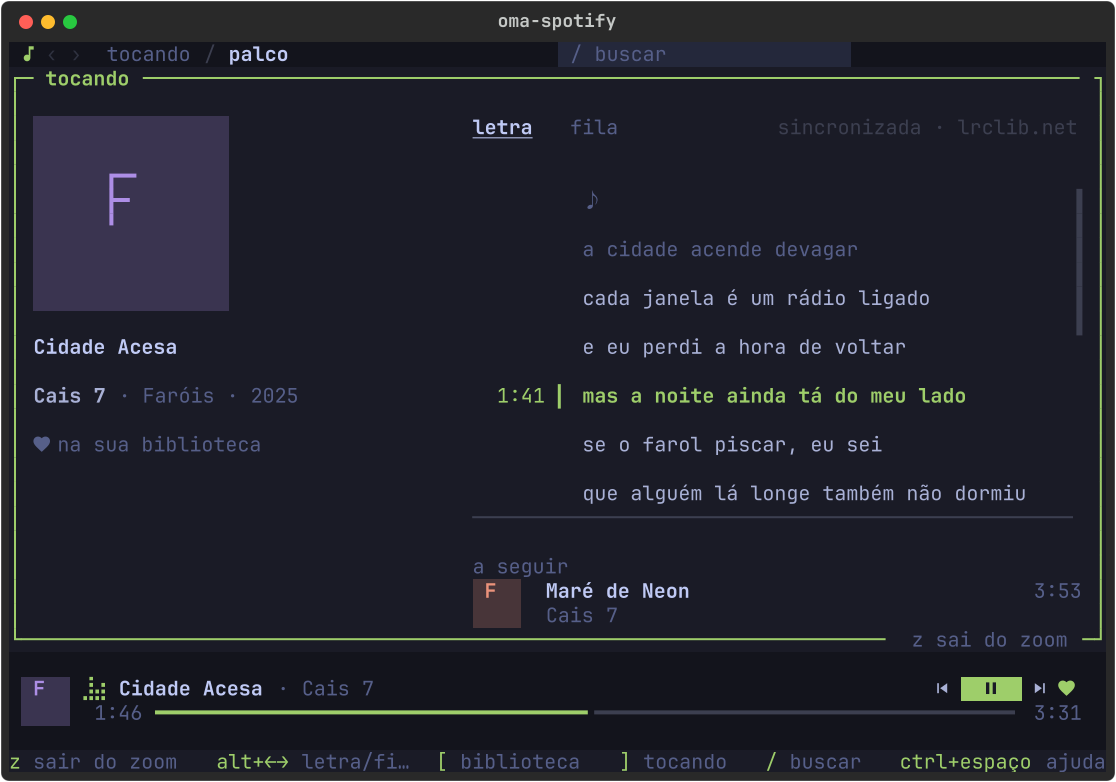 oma-spotify
♪ ‹ › tocando / palco / buscar
tocando
letra fila sincronizada · lrclib.net
F
♪
a cidade acende devagar
cada janela é um rádio ligado
Cidade Acesa
e eu perdi a hora de voltar
Cais 7 · Faróis · 2025
1:41 mas a noite ainda tá do meu lado
♥ na sua biblioteca
se o farol piscar, eu sei
que alguém lá longe também não dormiu
a seguir
F Maré de Neon 3:53
Cais 7
z sai do zoom
F Cidade Acesa · Cais 7
1:46 3:31
z sair do zoom alt+←→ letra/fi… [ biblioteca ] tocando / buscar ctrl+espaço ajuda